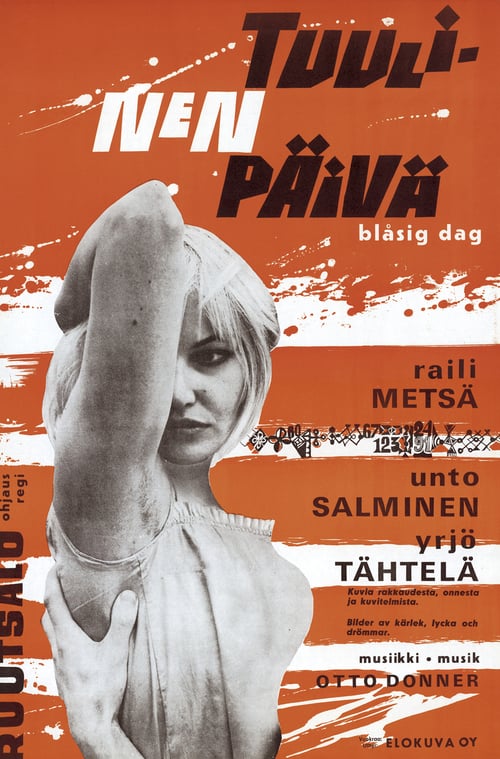 TUULI-
NEN
PÄIVÄ
blåsig dag
raili
METSÄ
unto
SALMINEN
yrjö
TÄHTELÄ
Kuvia rakkaudesta, onnesta
ja kuvitelmista.
Bilder av kärlek, lycka och
drömmar.
musiikki • musik
OTTO DONNER
ELOKUVA OY
ohjaus
regi
RUUTSALO